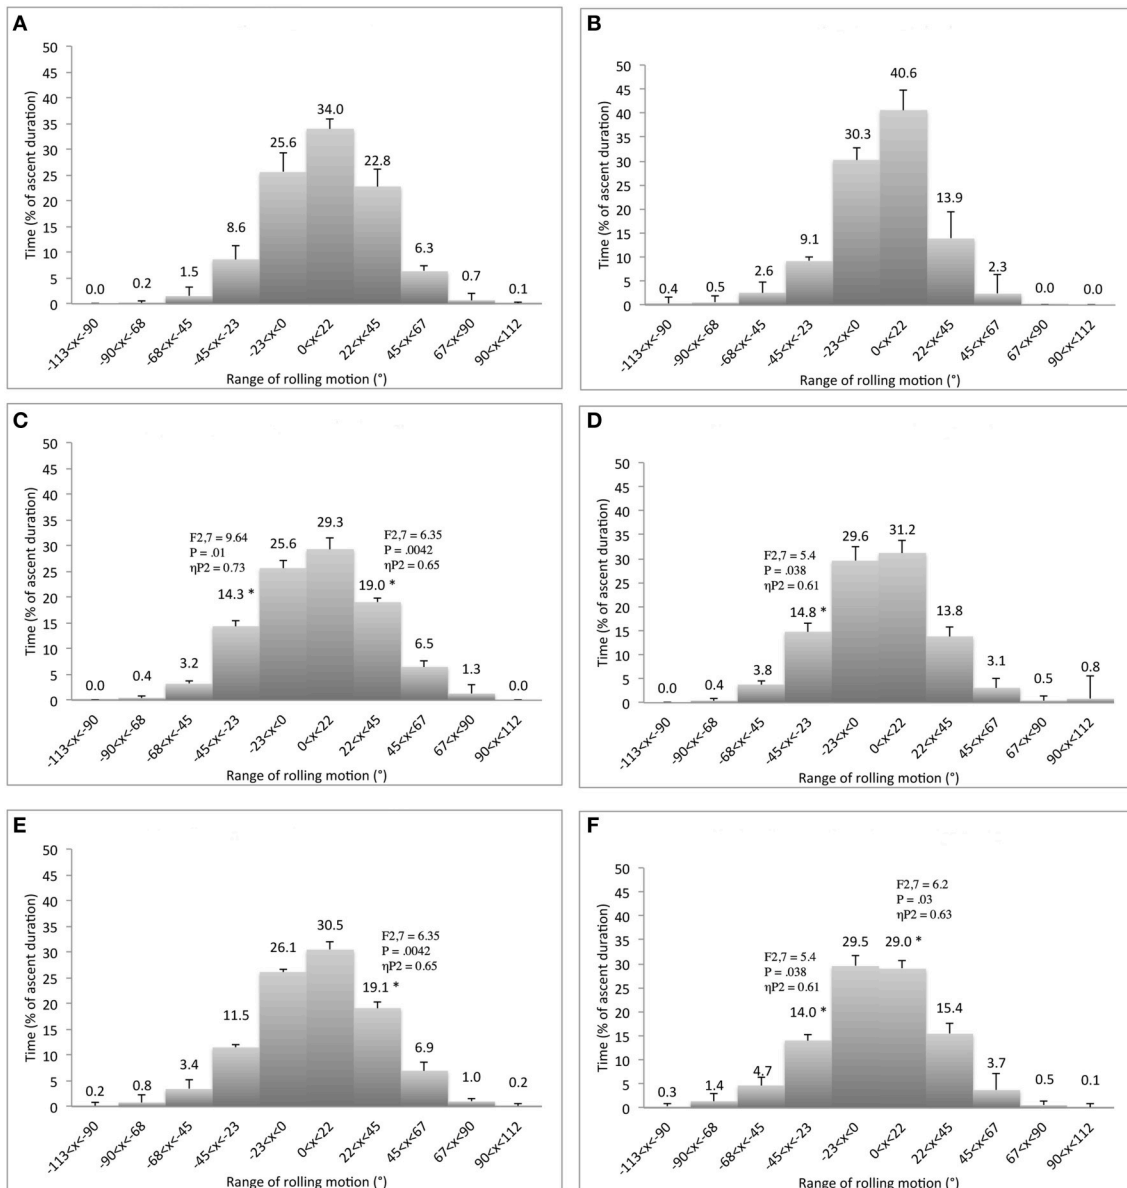 A
50
45
40
35
30
25
20
15
10
5
0
Time (% of ascent duration)
0.0
0.2
1.5
8.6
25.6
34.0
22.8
6.3
0.7
0.1
-113<x<-90
-90<x<-68
-68<x<-45
-45<x<-23
-23<x<0
0<x<22
22<x<45
45<x<67
67<x<90
90<x<112
Range of rolling motion (°)
B
50
45
40
35
30
25
20
15
10
5
0
Time (% of ascent duration)
0.4
0.5
2.6
9.1
30.3
40.6
13.9
2.3
0.0
0.0
-113<x<-90
-90<x<-68
-68<x<-45
-45<x<-23
-23<x<0
0<x<22
22<x<45
45<x<67
67<x<90
90<x<112
Range of rolling motion (°)
C
50
45
40
35
30
25
20
15
10
5
0
Time (% of ascent duration)
F2,7 = 9.64
P = .01
ηP2 = 0.73
F2,7 = 6.35
P = .0042
ηP2 = 0.65
0.0
0.4
3.2
14.3 *
25.6
29.3
19.0 *
6.5
1.3
0.0
-113<x<-90
-90<x<-68
-68<x<-45
-45<x<-23
-23<x<0
0<x<22
22<x<45
45<x<67
67<x<90
90<x<112
Range of rolling motion (°)
D
50
45
40
35
30
25
20
15
10
5
0
Time (% of ascent duration)
F2,7 = 5.4
P = .038
ηP2 = 0.61
0.0
0.4
3.8
14.8 *
29.6
31.2
13.8
3.1
0.5
0.8
-113<x<-90
-90<x<-68
-68<x<-45
-45<x<-23
-23<x<0
0<x<22
22<x<45
45<x<67
67<x<90
90<x<112
Range of rolling motion (°)
E
50
45
40
35
30
25
20
15
10
5
0
Time (% of ascent duration)
F2,7 = 6.35
P = .0042
ηP2 = 0.65
0.2
0.8
3.4
11.5
26.1
30.5
19.1 *
6.9
1.0
0.2
-113<x<-90
-90<x<-68
-68<x<-45
-45<x<-23
-23<x<0
0<x<22
22<x<45
45<x<67
67<x<90
90<x<112
Range of rolling motion (°)
F
50
45
40
35
30
25
20
15
10
5
0
Time (% of ascent duration)
F2,7 = 6.2
P = .03
ηP2 = 0.63
F2,7 = 5.4
P = .038
ηP2 = 0.61
0.3
1.4
4.7
14.0 *
29.5
29.0 *
15.4
3.7
0.5
0.1
-113<x<-90
-90<x<-68
-68<x<-45
-45<x<-23
-23<x<0
0<x<22
22<x<45
45<x<67
67<x<90
90<x<112
Range of rolling motion (°)